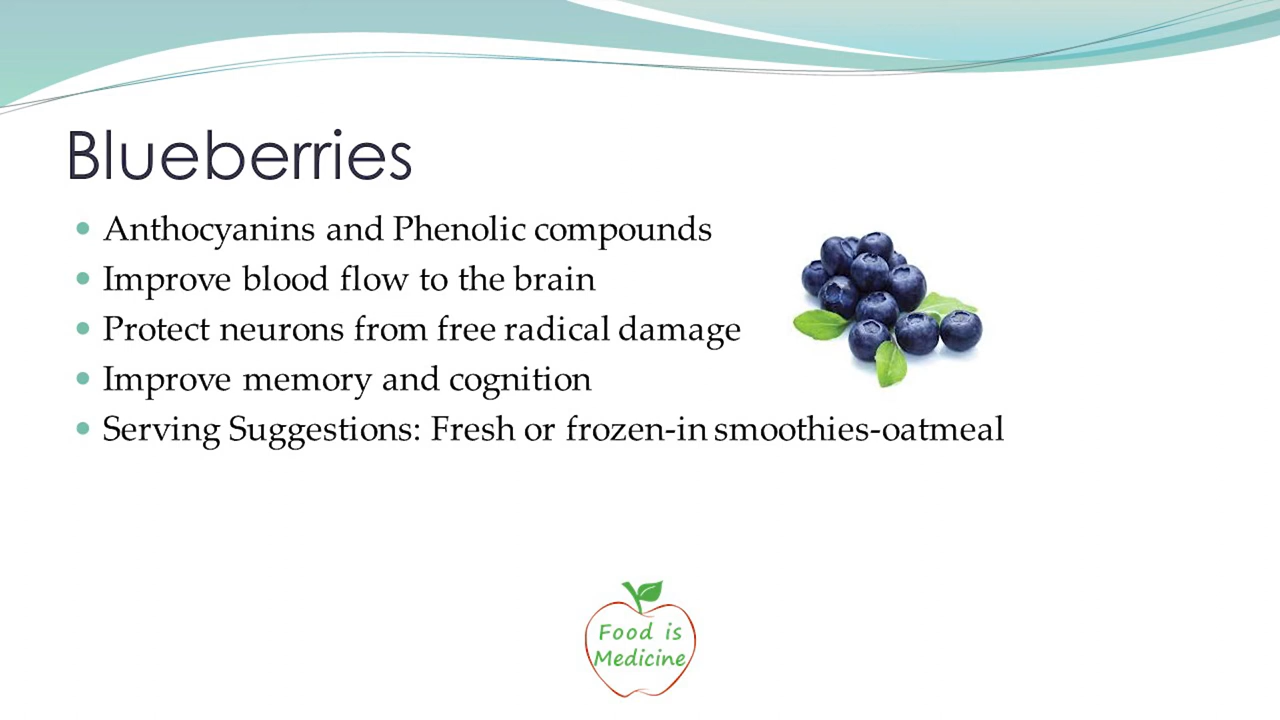 Blueberries
Anthocyanins and Phenolic compounds
Improve blood flow to the brain
Protect neurons from free radical damage
Improve memory and cognition
Serving Suggestions: Fresh or frozen-in smoothies-oatmeal
Food is
Medicine